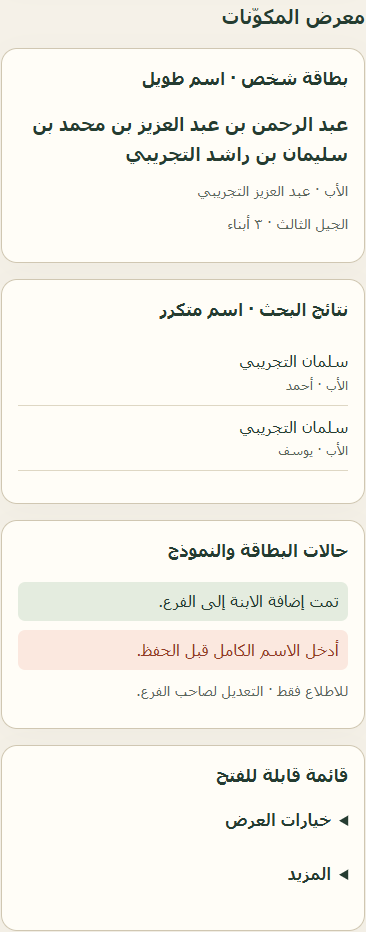 معرض المكوّنات
بطاقة شخص · اسم طويل
عبد الرحمن بن عبد العزيز بن محمد بن
سليمان بن راشد التجريبي
الأب · عبد العزيز التجريبي
الجيل الثالث · ٣ أبناء
نتائج البحث · اسم متكرر
سلمان التجريبي
الأب · أحمد
سلمان التجريبي
الأب · يوسف
حالات البطاقة والنموذج
تمت إضافة الابنة إلى الفرع.
أدخل الاسم الكامل قبل الحفظ.
للاطلاع فقط · التعديل لصاحب الفرع.
قائمة قابلة للفتح
خيارات العرض
المزيد